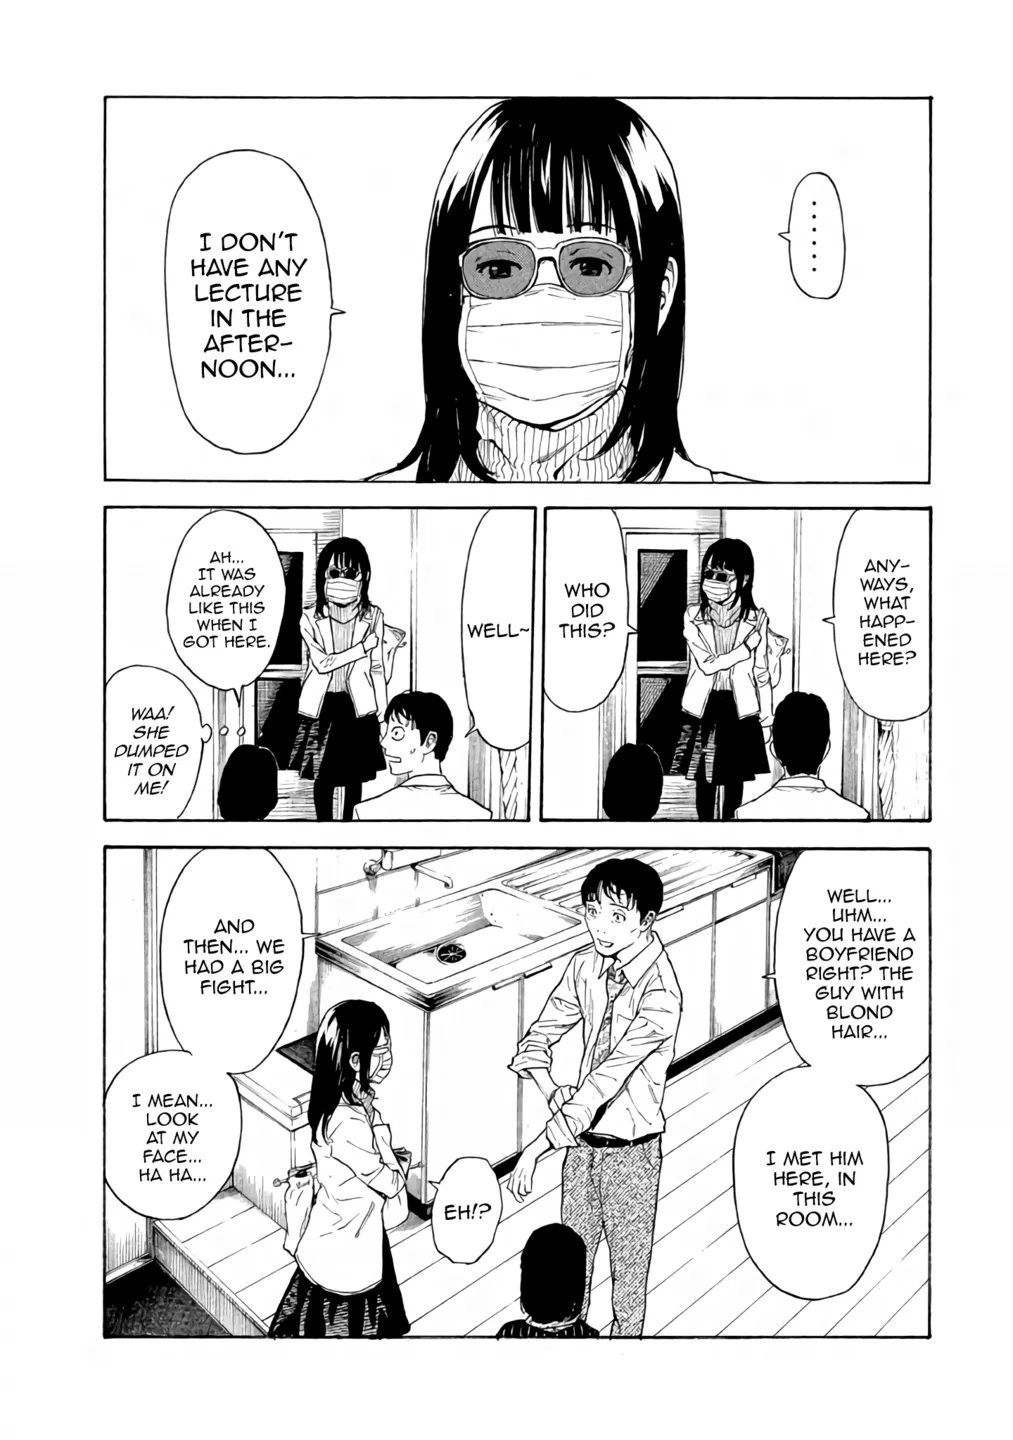 .......
I DON'T
HAVE ANY
LECTURE
IN THE
AFTER-
NOON...
ANY-
WAYS,
WHAT
HAPP-
ENED
HERE?
WHO
DID
THIS?
WELL~
AH...
IT WAS
ALREADY
LIKE THIS
WHEN I
GOT HERE.
WAA!
SHE
DUMPED
IT ON
ME!
WELL...
UHM...
YOU HAVE A
BOYFRIEND
RIGHT? THE
GUY WITH
BLOND
HAIR...
I MET HIM
HERE, IN
THIS
ROOM...
EH!?
AND
THEN... WE
HAD A BIG
FIGHT...
I MEAN...
LOOK
AT MY
FACE...
HA HA...